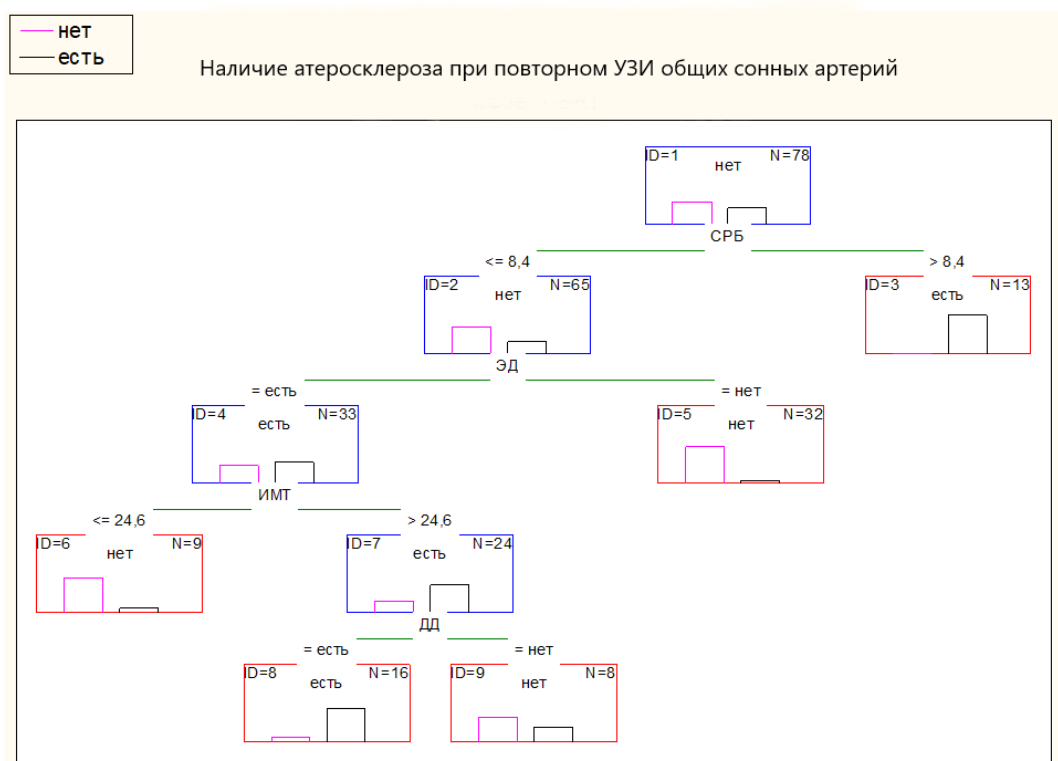 нет
есть
Наличие атеросклероза при повторном УЗИ общих сонных артерий
ID=1 N=78
нет
СРБ
<= 8,4 > 8,4
ID=2 N=65 ID=3 N=13
нет есть
ЭД
= есть = нет
ID=4 N=33 ID=5 N=32
есть нет
ИМТ
<= 24,6 > 24,6
ID=6 N=9 ID=7 N=24
нет есть
ДД
= есть = нет
ID=8 N=16 ID=9 N=8
есть нет